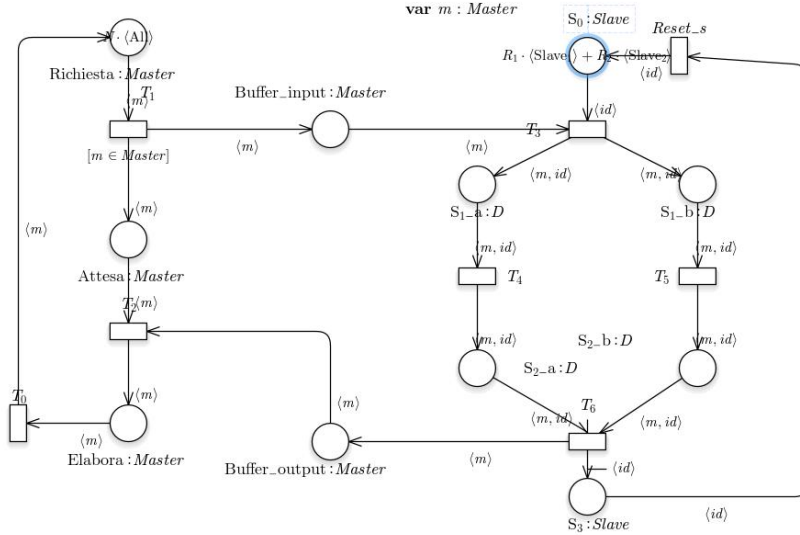 var m : Master
S₀ : Slave
Reset_s
N · ⟨All⟩
R₁ · ⟨Slave₁⟩ + R₂ · ⟨Slave₂⟩
⟨id⟩
Richiesta : Master
T₁
⟨m⟩
Buffer_input : Master
⟨id⟩
T₃
[m ∈ Master]
⟨m⟩
⟨m⟩
⟨m, id⟩
⟨m, id⟩
⟨m⟩
S₁_a : D
S₁_b : D
⟨m⟩
⟨m, id⟩
⟨m, id⟩
Attesa : Master
T₄
T₅
T₂
⟨m⟩
⟨m, id⟩
S₂_b : D
⟨m, id⟩
S₂_a : D
T₀
⟨m⟩
⟨m⟩
T₆
⟨m, id⟩
⟨m, id⟩
⟨m⟩
Elabora : Master
Buffer_output : Master
⟨m⟩
⟨id⟩
S₃ : Slave
⟨id⟩